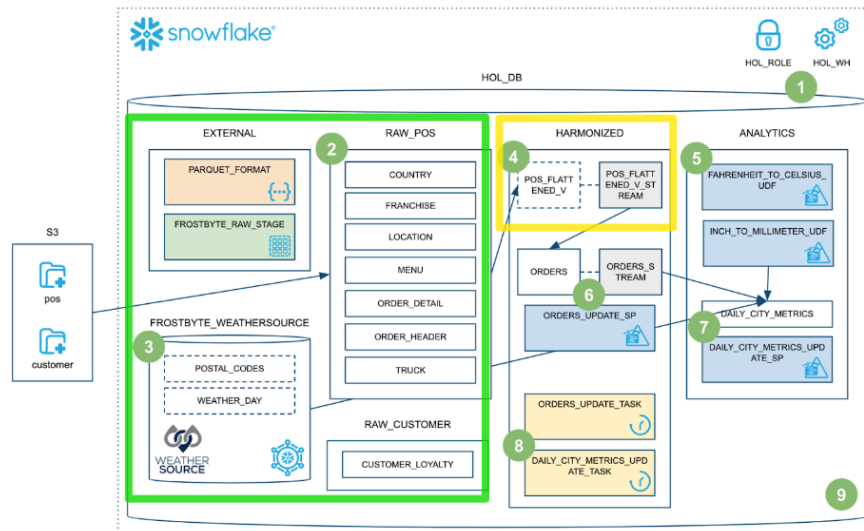 snowflake®
HOL_ROLE
HOL_WH
1
HOL_DB
EXTERNAL
PARQUET_FORMAT
{···}
FROSTBYTE_RAW_STAGE
2
RAW_POS
COUNTRY
FRANCHISE
LOCATION
MENU
ORDER_DETAIL
ORDER_HEADER
TRUCK
HARMONIZED
4
POS_FLATT
ENED_V
POS_FLATT
ENED_V_ST
REAM
ORDERS
ORDERS_S
TREAM
6
ORDERS_UPDATE_SP
ORDERS_UPDATE_TASK
8
DAILY_CITY_METRICS_UPD
ATE_TASK
ANALYTICS
5
FAHRENHEIT_TO_CELSIUS_
UDF
INCH_TO_MILLIMETER_UDF
DAILY_CITY_METRICS
7
DAILY_CITY_METRICS_UPD
ATE_SP
S3
pos
customer
FROSTBYTE_WEATHERSOURCE
3
POSTAL_CODES
WEATHER_DAY
WEATHER
SOURCE
RAW_CUSTOMER
CUSTOMER_LOYALTY
9